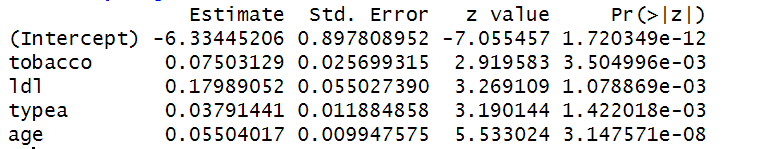 Estimate Std. Error z value Pr(>|z|)
(Intercept) -6.33445206 0.897808952 -7.055457 1.720349e-12
tobacco 0.07503129 0.025699315 2.919583 3.504996e-03
ldl 0.17989052 0.055027390 3.269109 1.078869e-03
typea 0.03791441 0.011884858 3.190144 1.422018e-03
age 0.05504017 0.009947575 5.533024 3.147571e-08